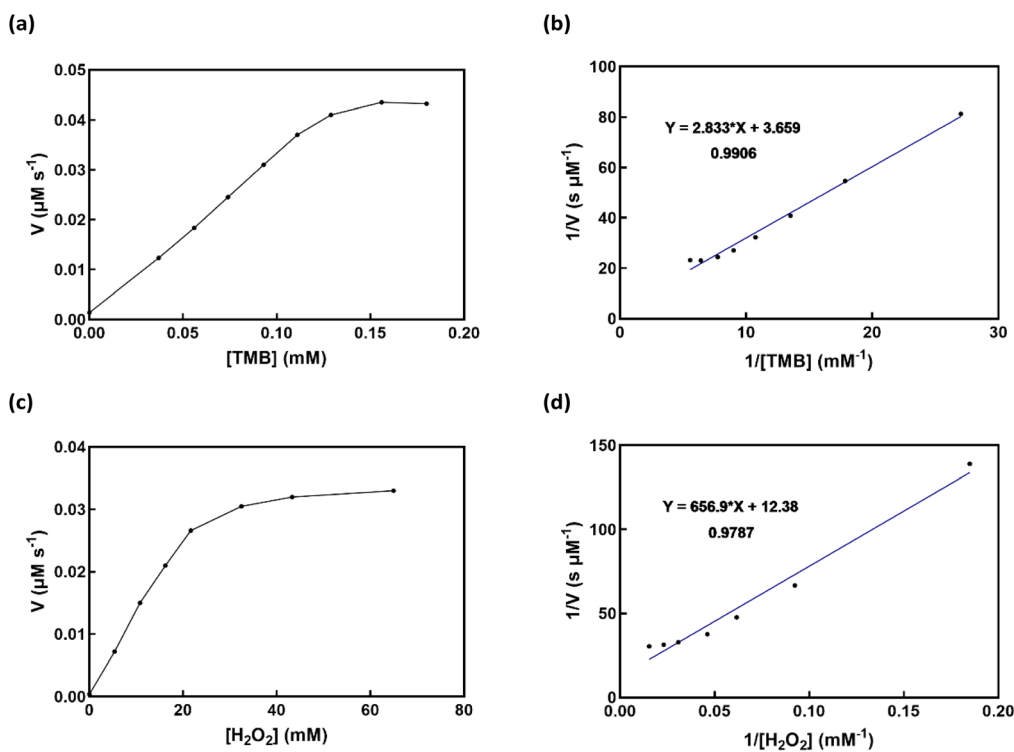 (a)
0.05
0.04
0.03
0.02
0.01
0.00
V (µM s⁻¹)
0.00 0.05 0.10 0.15 0.20
[TMB] (mM)
(b)
100
80
60
40
20
0
1/V (s µM⁻¹)
Y = 2.833*X + 3.659
0.9906
0 10 20 30
1/[TMB] (mM⁻¹)
(c)
0.04
0.03
0.02
0.01
0.00
V (µM s⁻¹)
0 20 40 60 80
[H₂O₂] (mM)
(d)
150
100
50
0
1/V (s µM⁻¹)
Y = 656.9*X + 12.38
0.9787
0.00 0.05 0.10 0.15 0.20
1/[H₂O₂] (mM⁻¹)